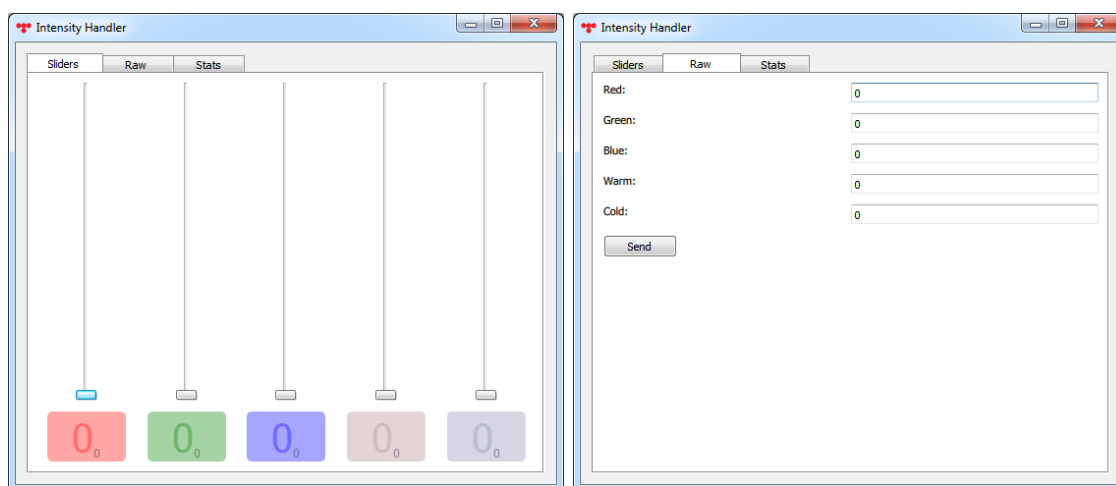 Intensity Handler
Sliders Raw Stats
0 0 0 0 0 0 0 0 0 0
Intensity Handler
Sliders Raw Stats
Red: 0
Green: 0
Blue: 0
Warm: 0
Cold: 0
Send